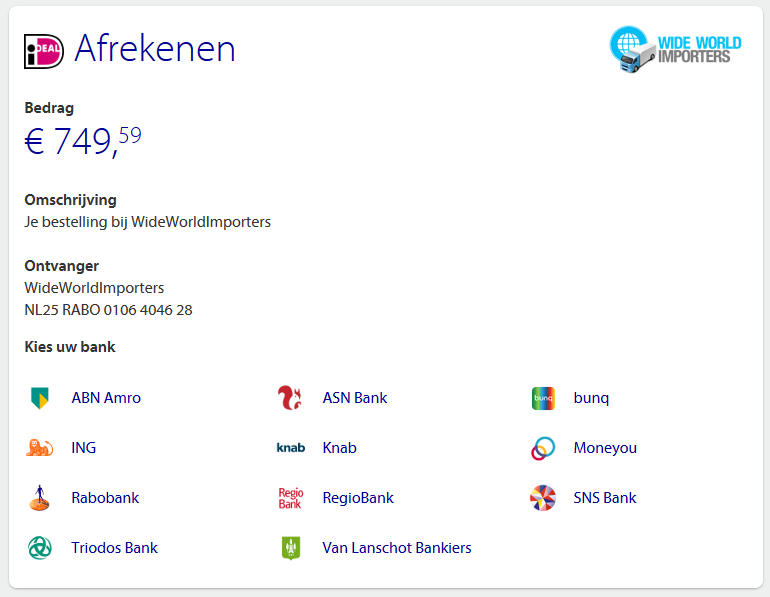 iDEAL Afrekenen
WIDE WORLD
IMPORTERS
Bedrag
€ 749,59
Omschrijving
Je bestelling bij WideWorldImporters
Ontvanger
WideWorldImporters
NL25 RABO 0106 4046 28
Kies uw bank
ABN Amro
ASN Bank
bunq bunq
ING
knab Knab
Moneyou
Rabobank
Regio
Bank RegioBank
SNS Bank
Triodos Bank
Van Lanschot Bankiers